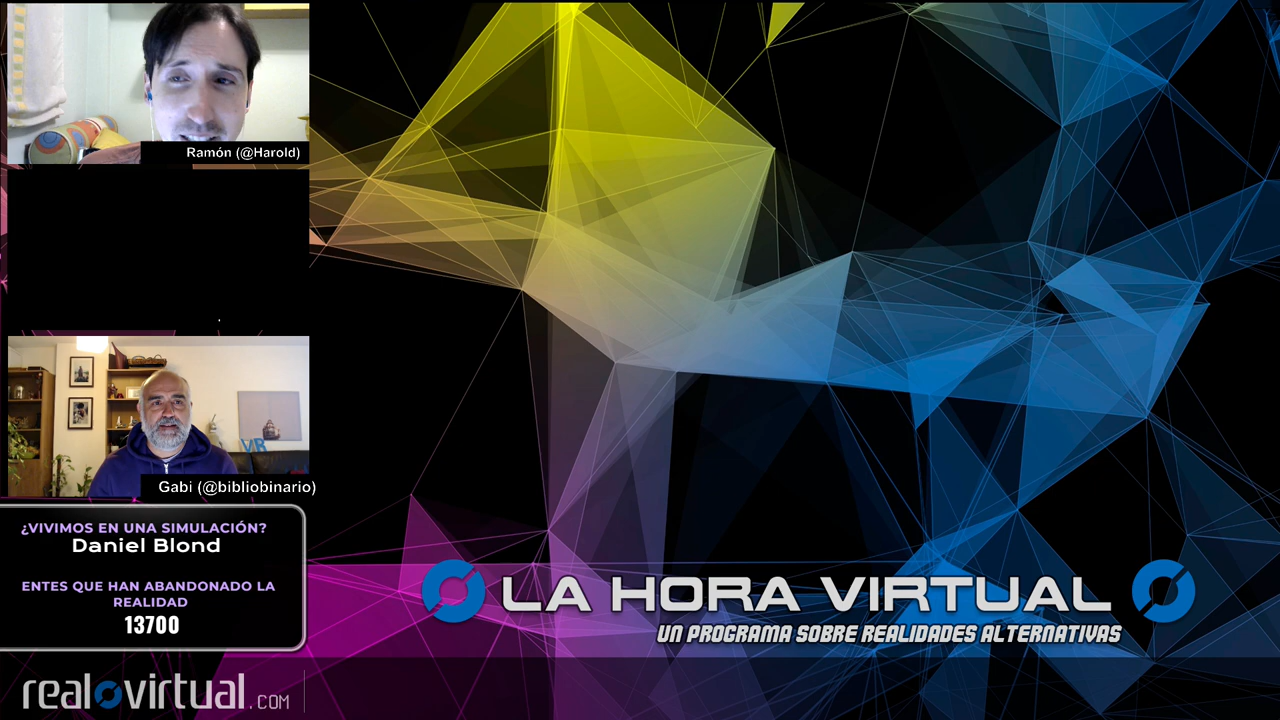 Ramón (@Harold)
VR
Gabi (@bibliobinario)
¿VIVIMOS EN UNA SIMULACIÓN?
Daniel Blond
ENTES QUE HAN ABANDONADO LA
REALIDAD
13700
LA HORA VIRTUAL
UN PROGRAMA SOBRE REALIDADES ALTERNATIVAS
realovirtual.COM